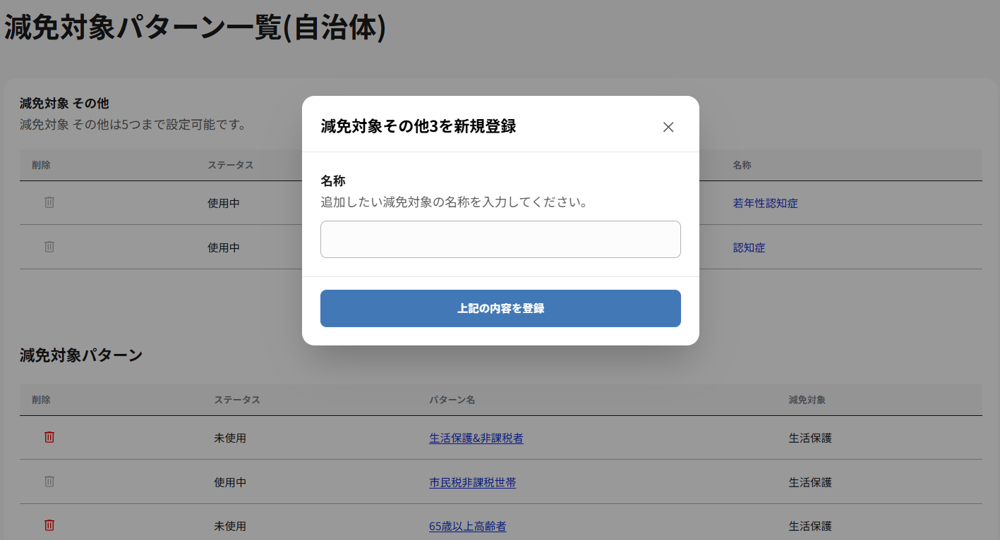 減免対象パターン一覧(自治体)
減免対象 その他
減免対象 その他は5つまで設定可能です。
削除 ステータス 名称
使用中 若年性認知症
使用中 認知症
減免対象その他3を新規登録
名称
追加したい減免対象の名称を入力してください。
上記の内容を登録
減免対象パターン
削除 ステータス パターン名 減免対象
未使用 生活保護&非課税者 生活保護
使用中 市民税非課税世帯 生活保護
未使用 65歳以上高齢者 生活保護